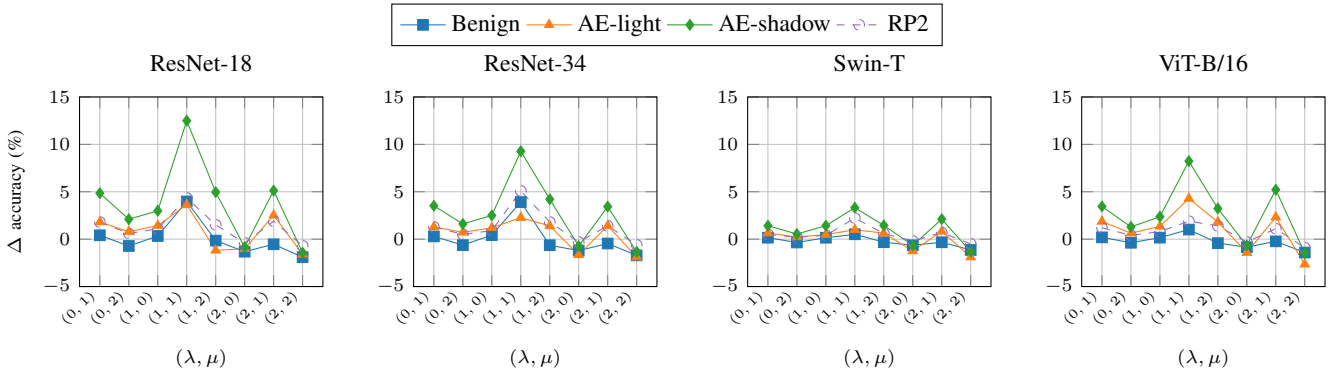 Benign AE-light AE-shadow RP2
ResNet-18
15
10
5
0
−5
Δ accuracy (%)
(0, 1) (0, 2) (1, 0) (1, 1) (1, 2) (2, 0) (2, 1) (2, 2)
(λ, μ)
ResNet-34
15
10
5
0
−5
(0, 1) (0, 2) (1, 0) (1, 1) (1, 2) (2, 0) (2, 1) (2, 2)
(λ, μ)
Swin-T
15
10
5
0
−5
(0, 1) (0, 2) (1, 0) (1, 1) (1, 2) (2, 0) (2, 1) (2, 2)
(λ, μ)
ViT-B/16
15
10
5
0
−5
(0, 1) (0, 2) (1, 0) (1, 1) (1, 2) (2, 0) (2, 1) (2, 2)
(λ, μ)